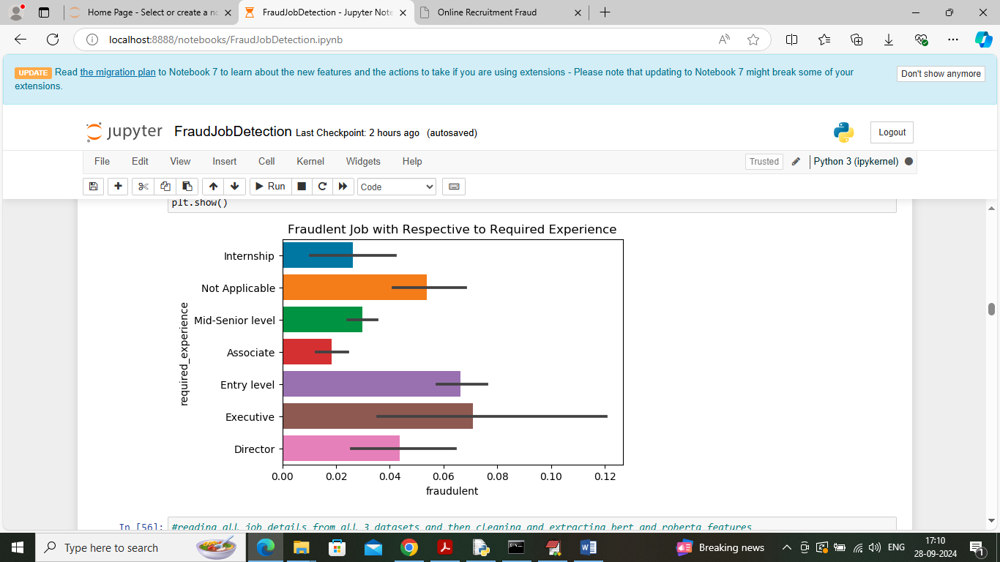 Home Page - Select or create a no
FraudJobDetection - Jupyter Note
Online Recruitment Fraud
localhost:8888/notebooks/FraudJobDetection.ipynb
UPDATE Read the migration plan to Notebook 7 to learn about the new features and the actions to take if you are using extensions - Please note that updating to Notebook 7 might break some of your
extensions.
Don't show anymore
jupyter FraudJobDetection Last Checkpoint: 2 hours ago (autosaved)
Logout
File Edit View Insert Cell Kernel Widgets Help
Trusted Python 3 (ipykernel)
Run
Code
plt.show()
Fraudlent Job with Respective to Required Experience
required_experience
Internship
Not Applicable
Mid-Senior level
Associate
Entry level
Executive
Director
0.00 0.02 0.04 0.06 0.08 0.10 0.12
fraudulent
In [56]: #reading all job details from all 3 datasets and then cleaning and extracting bert and roberta features
Type here to search
Breaking news
ENG
17:10
28-09-2024
1